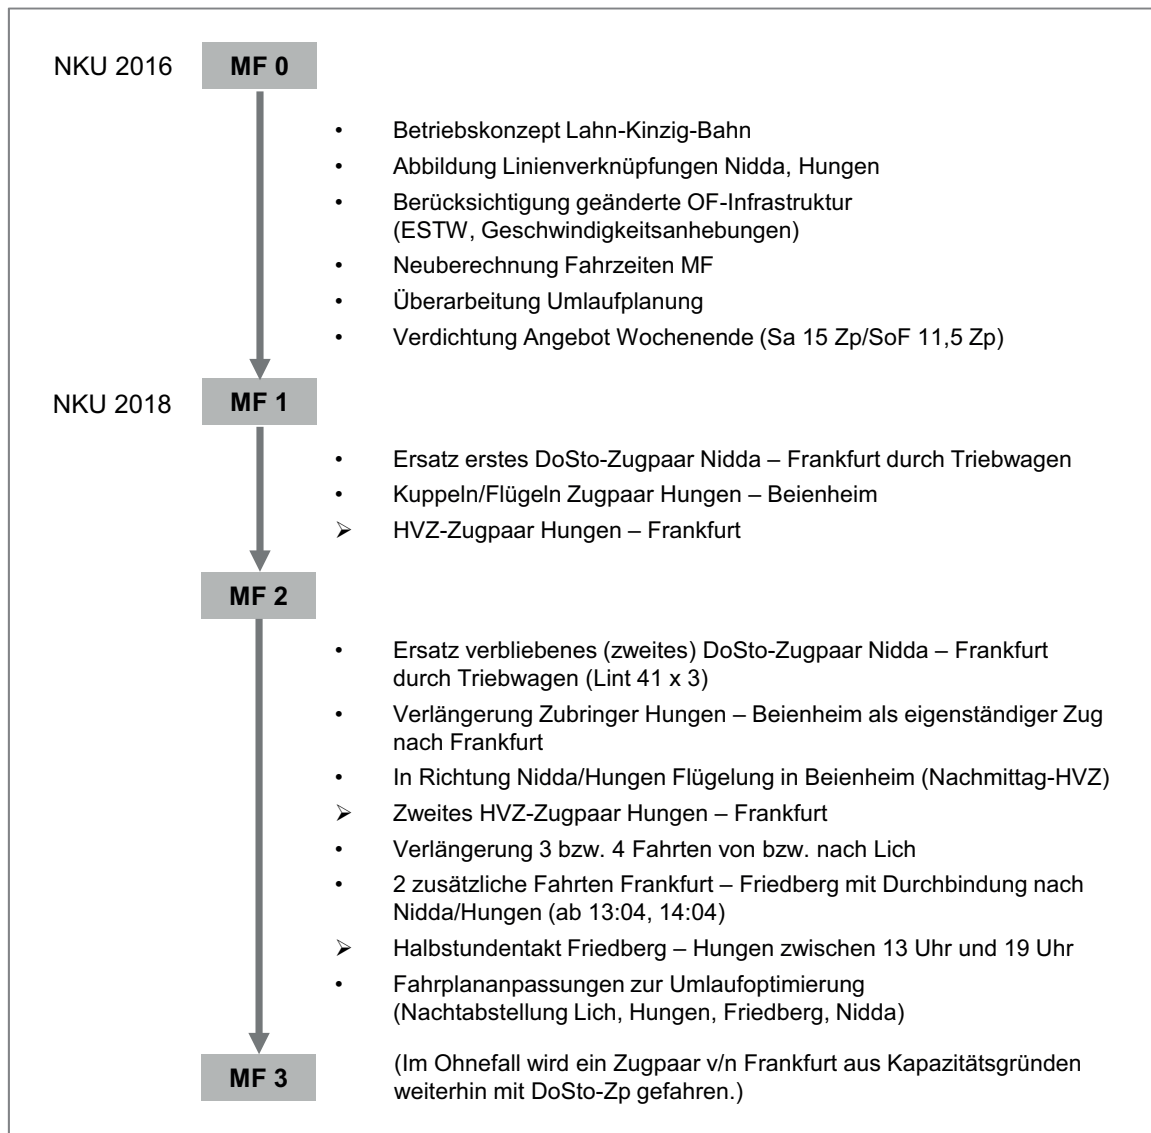 NKU 2016 MF 0
• Betriebskonzept Lahn-Kinzig-Bahn
• Abbildung Linienverknüpfungen Nidda, Hungen
• Berücksichtigung geänderte OF-Infrastruktur
(ESTW, Geschwindigkeitsanhebungen)
• Neuberechnung Fahrzeiten MF
• Überarbeitung Umlaufplanung
• Verdichtung Angebot Wochenende (Sa 15 Zp/SoF 11,5 Zp)
NKU 2018 MF 1
• Ersatz erstes DoSto-Zugpaar Nidda – Frankfurt durch Triebwagen
• Kuppeln/Flügeln Zugpaar Hungen – Beienheim
➢ HVZ-Zugpaar Hungen – Frankfurt
MF 2
• Ersatz verbliebenes (zweites) DoSto-Zugpaar Nidda – Frankfurt
durch Triebwagen (Lint 41 x 3)
• Verlängerung Zubringer Hungen – Beienheim als eigenständiger Zug
nach Frankfurt
• In Richtung Nidda/Hungen Flügelung in Beienheim (Nachmittag-HVZ)
➢ Zweites HVZ-Zugpaar Hungen – Frankfurt
• Verlängerung 3 bzw. 4 Fahrten von bzw. nach Lich
• 2 zusätzliche Fahrten Frankfurt – Friedberg mit Durchbindung nach
Nidda/Hungen (ab 13:04, 14:04)
➢ Halbstundentakt Friedberg – Hungen zwischen 13 Uhr und 19 Uhr
• Fahrplananpassungen zur Umlaufoptimierung
(Nachtabstellung Lich, Hungen, Friedberg, Nidda)
MF 3
(Im Ohnefall wird ein Zugpaar v/n Frankfurt aus Kapazitätsgründen
weiterhin mit DoSto-Zp gefahren.)